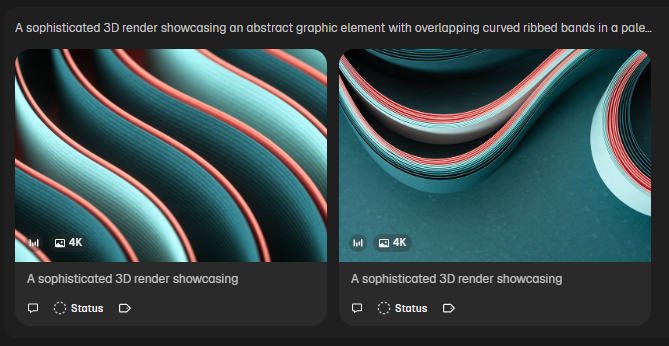 A sophisticated 3D render showcasing an abstract graphic element with overlapping curved ribbed bands in a pale...
4K
4K
A sophisticated 3D render showcasing
A sophisticated 3D render showcasing
Status
Status